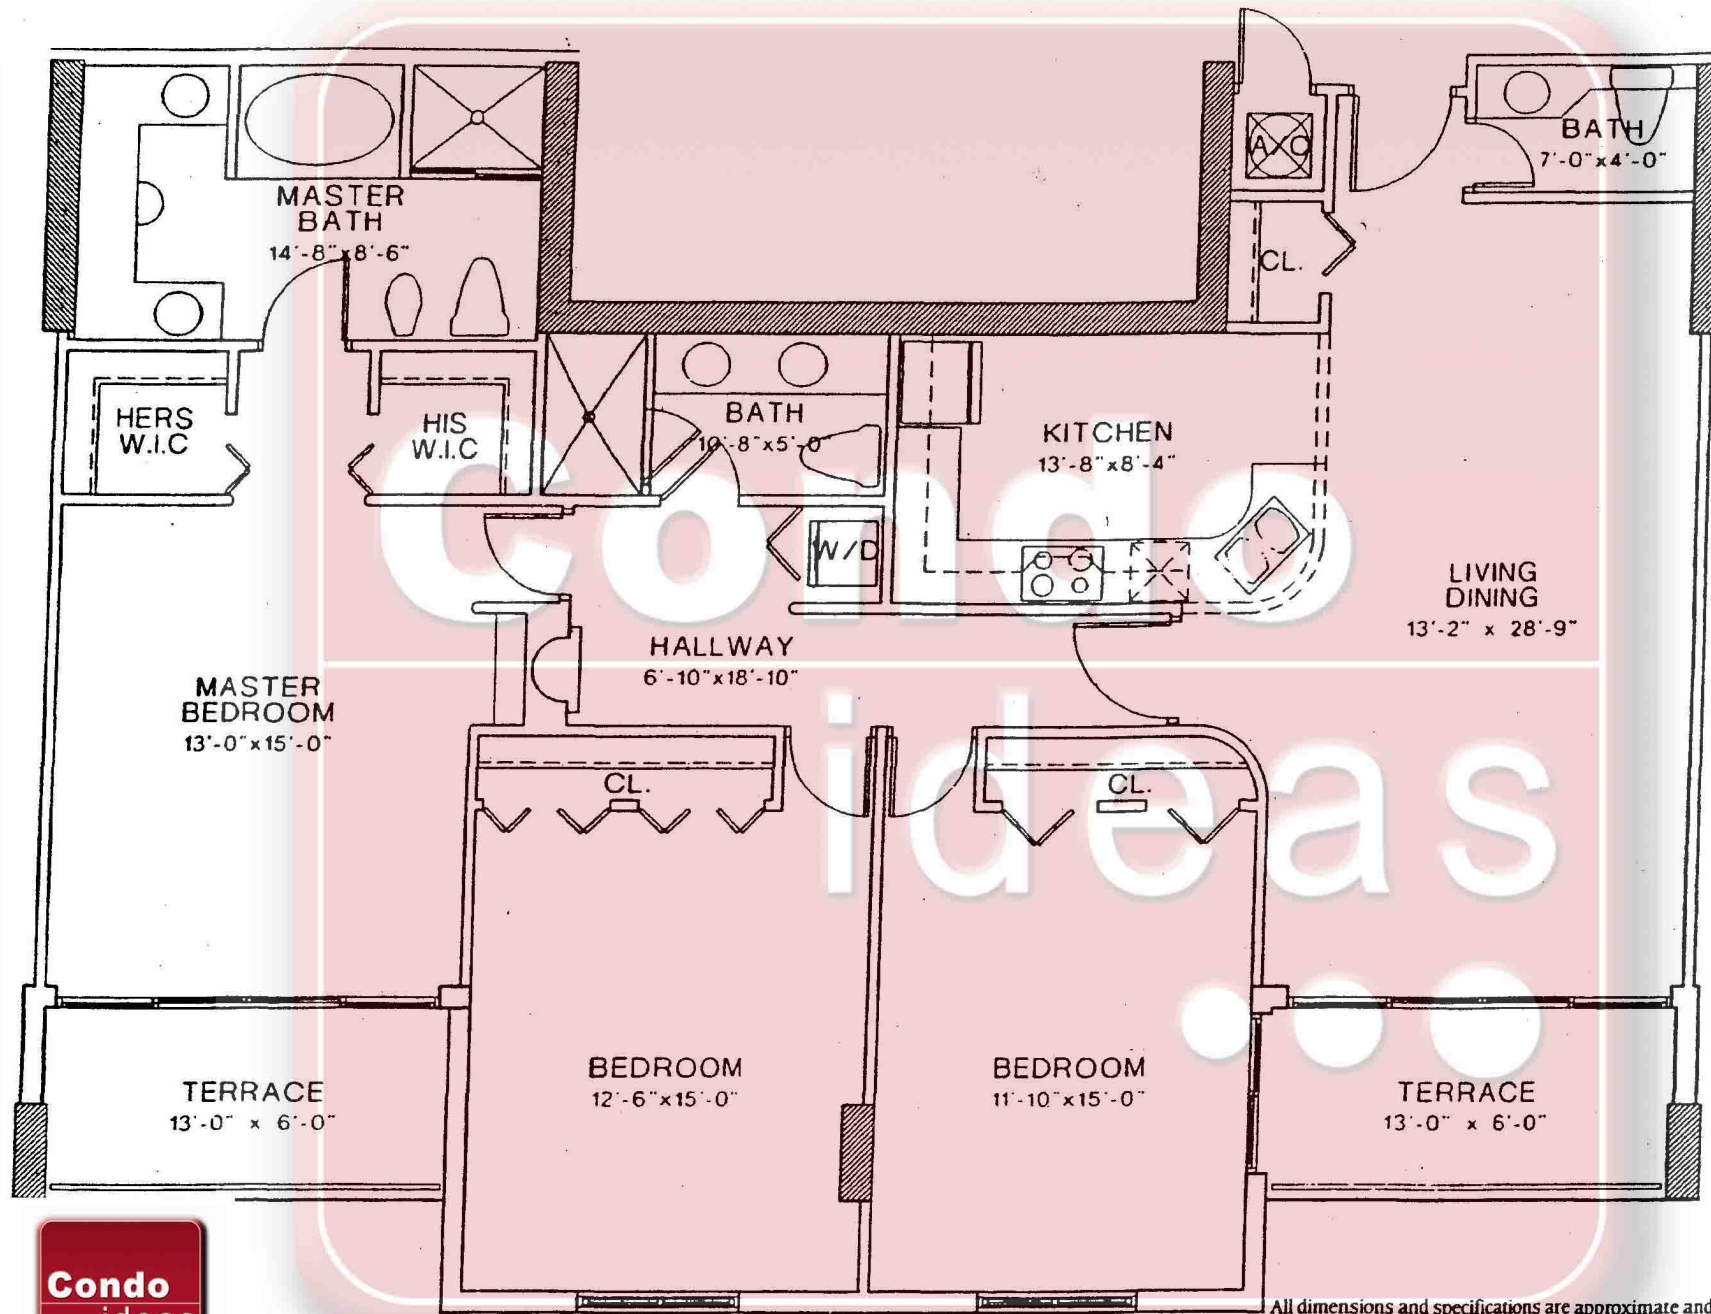 A/C
BATH
7'-0"x4'-0"
MASTER
BATH
14'-8"x8'-6"
CL.
HERS
W.I.C
HIS
W.I.C
BATH
10'-8"x5'-0"
KITCHEN
13'-8"x8'-4"
W/D
LIVING
DINING
13'-2" x 28'-9"
HALLWAY
6'-10"x18'-10"
MASTER
BEDROOM
13'-0"x15'-0"
CL.
CL.
BEDROOM
12'-6"x15'-0"
BEDROOM
11'-10"x15'-0"
TERRACE
13'-0" x 6'-0"
TERRACE
13'-0" x 6'-0"
Condo
ideas
Condo
ideas
All dimensions and specifications are approximate and